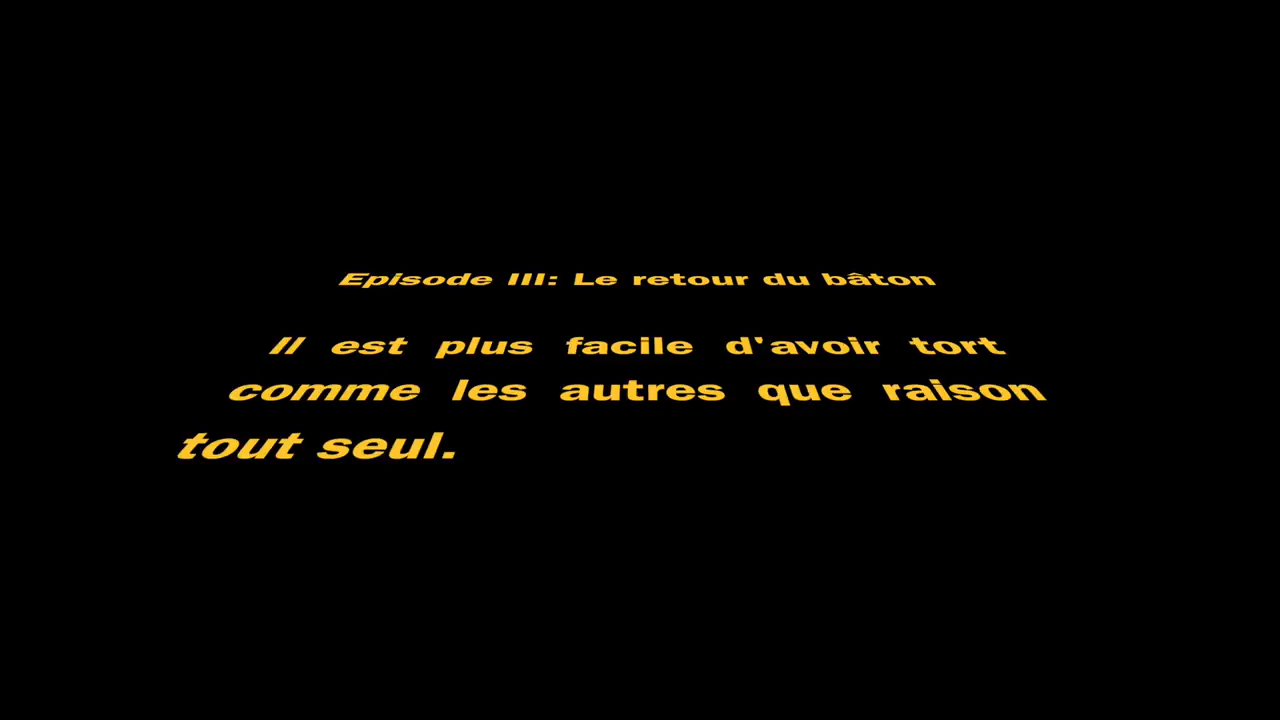 Episode III: Le retour du bâton
Il est plus facile d'avoir tort
comme les autres que raison
tout seul.